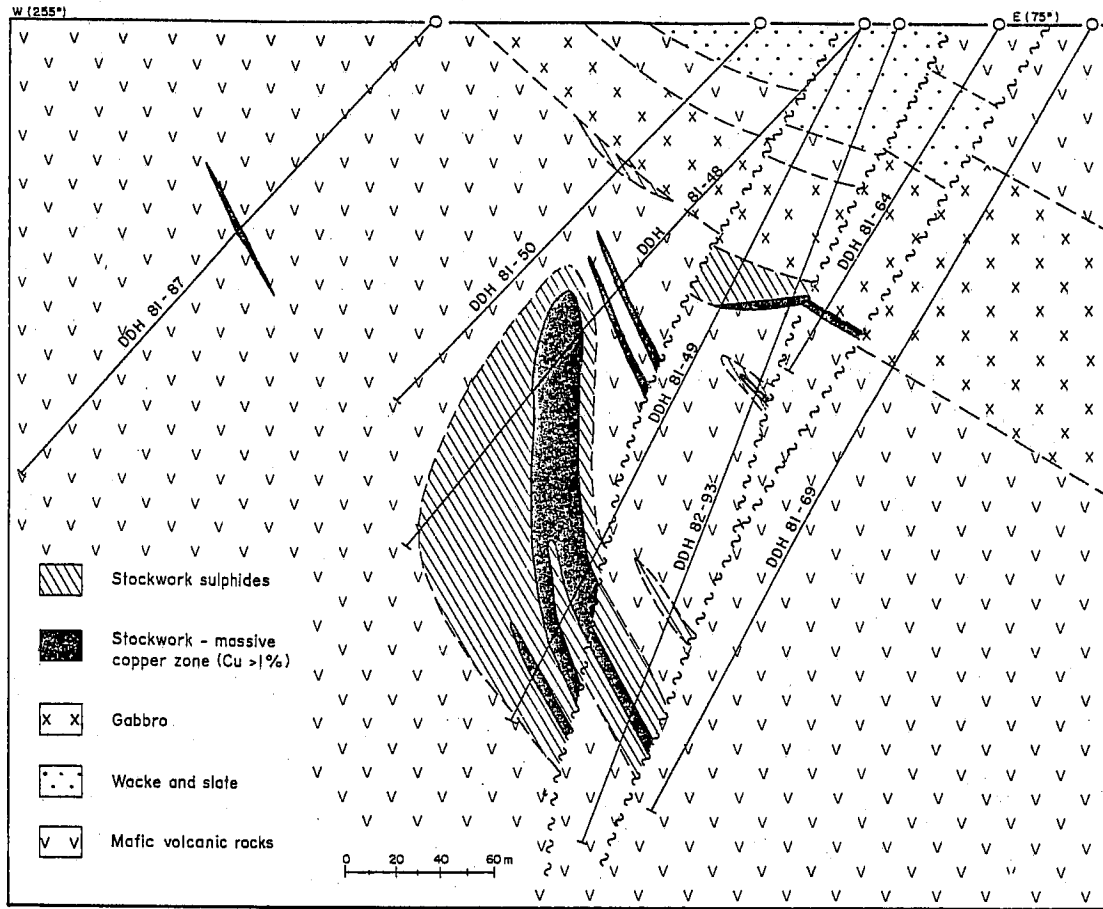 W (255°)
E (75°)
DDH 81-87
DDH 81-50
DDH 81-48
DDH 81-49
DDH 82-93
DDH 81-64
DDH 81-69
Stockwork sulphides
Stockwork - massive
copper zone (Cu >1%)
Gabbro
Wacke and slate
Mafic volcanic rocks
0 20 40 60 m